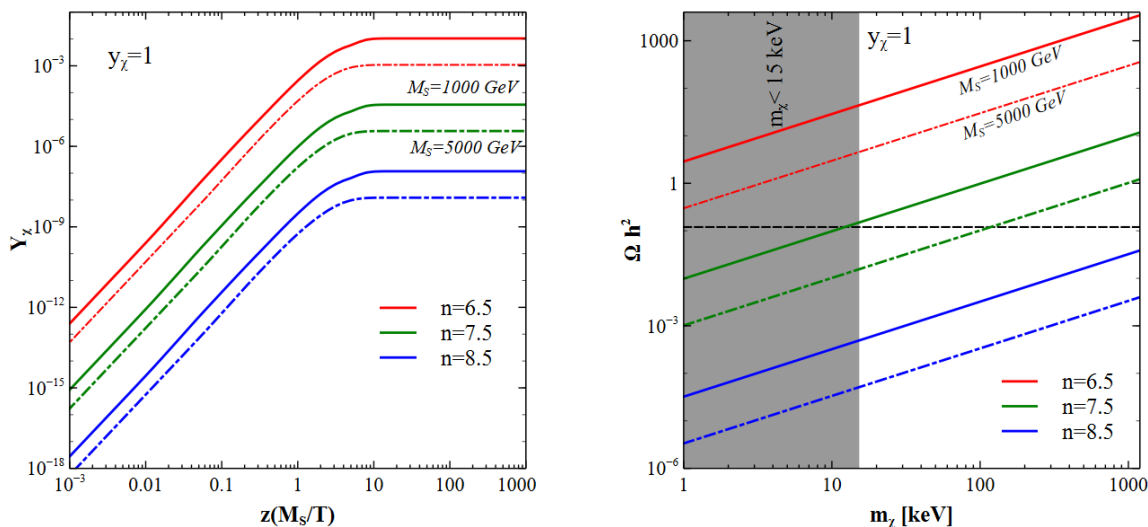 y_χ=1
10^-3
10^-6
10^-9
10^-12
10^-15
10^-18
Y_χ
M_S=1000 GeV
M_S=5000 GeV
n=6.5
n=7.5
n=8.5
10^-3
0.01
0.1
1
10
100
1000
z(M_S/T)
m_χ< 15 keV
y_χ=1
1000
1
10^-3
10^-6
Ω h²
M_S=1000 GeV
M_S=5000 GeV
n=6.5
n=7.5
n=8.5
1
10
100
1000
m_χ [keV]